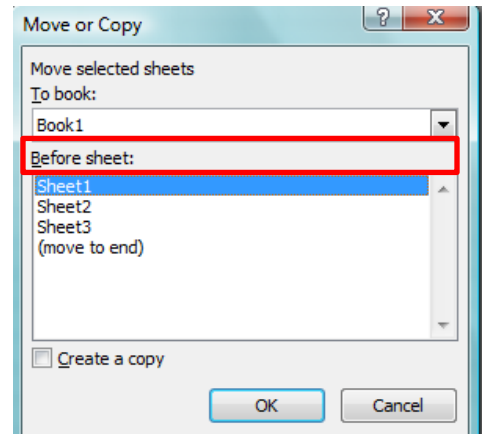 Move or Copy
Move selected sheets
To book:
Book1
Before sheet:
Sheet1
Sheet2
Sheet3
(move to end)
Create a copy
OK Cancel